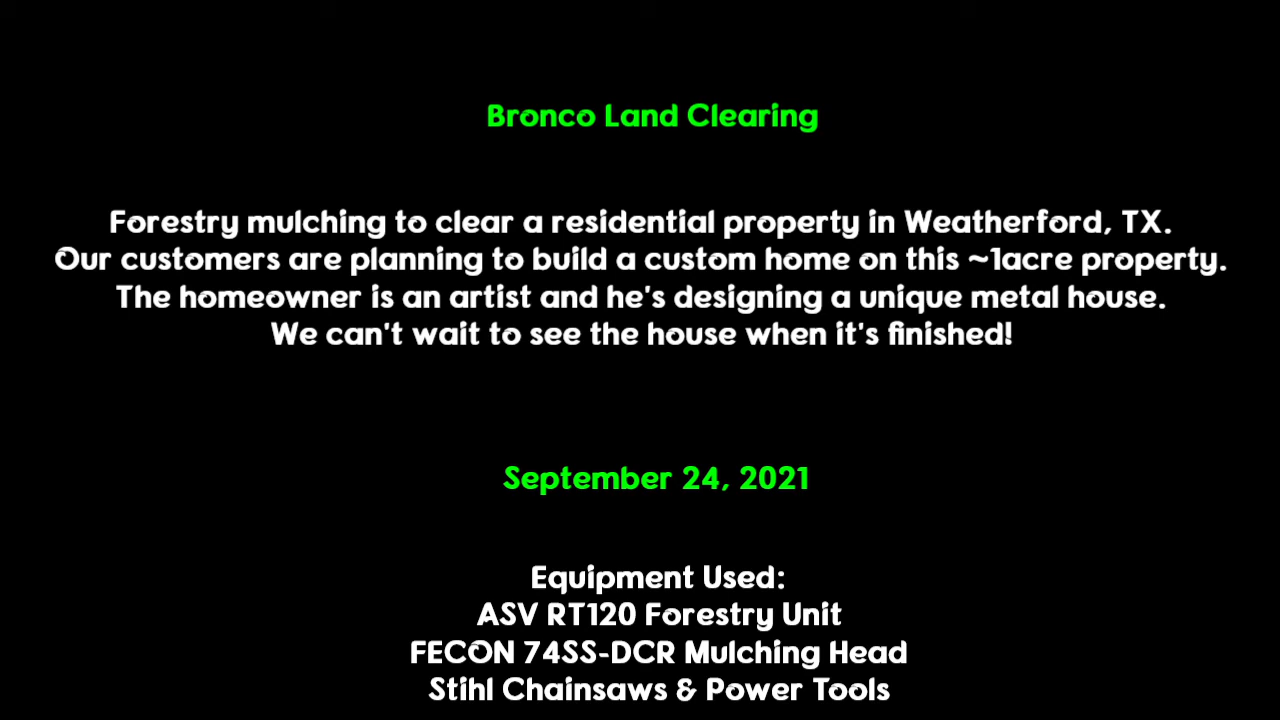 Bronco Land Clearing
Forestry mulching to clear a residential property in Weatherford, TX.
Our customers are planning to build a custom home on this ~1acre property.
The homeowner is an artist and he's designing a unique metal house.
We can't wait to see the house when it's finished!
September 24, 2021
Equipment Used:
ASV RT120 Forestry Unit
FECON 74SS-DCR Mulching Head
Stihl Chainsaws & Power Tools